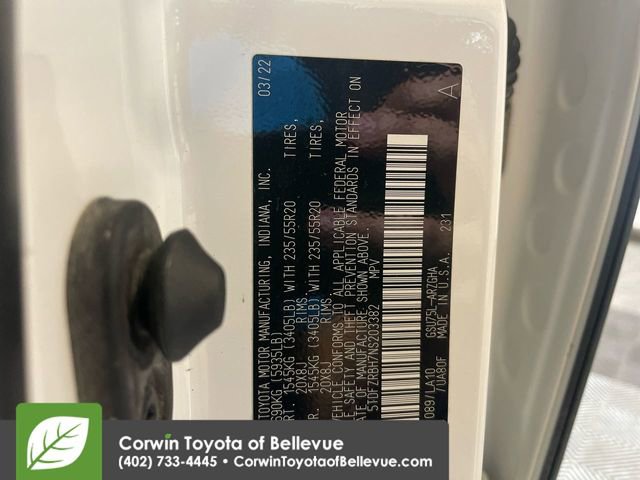 TOYOTA MOTOR MANUFACTURING, INDIANA, INC. 03/22
690KG (5935LB)
RT. 1545KG (3405LB) WITH 235/55R20 TIRES,
20X8J RIMS.
R. 1545KG (3405LB) WITH 235/55R20 TIRES,
20X8J RIMS.
VEHICLE CONFORMS TO ALL APPLICABLE FEDERAL MOTOR
SAFETY AND THEFT PREVENTION STANDARDS IN EFFECT ON
DATE OF MANUFACTURE SHOWN ABOVE.
5TDFZRBH7NS203382 MPV
A
089/LA10 GSU75L-ARZGHA
/UA80F MADE IN U.S.A. 231
Corwin Toyota of Bellevue
(402) 733-4445 • CorwinToyotaofBellevue.com